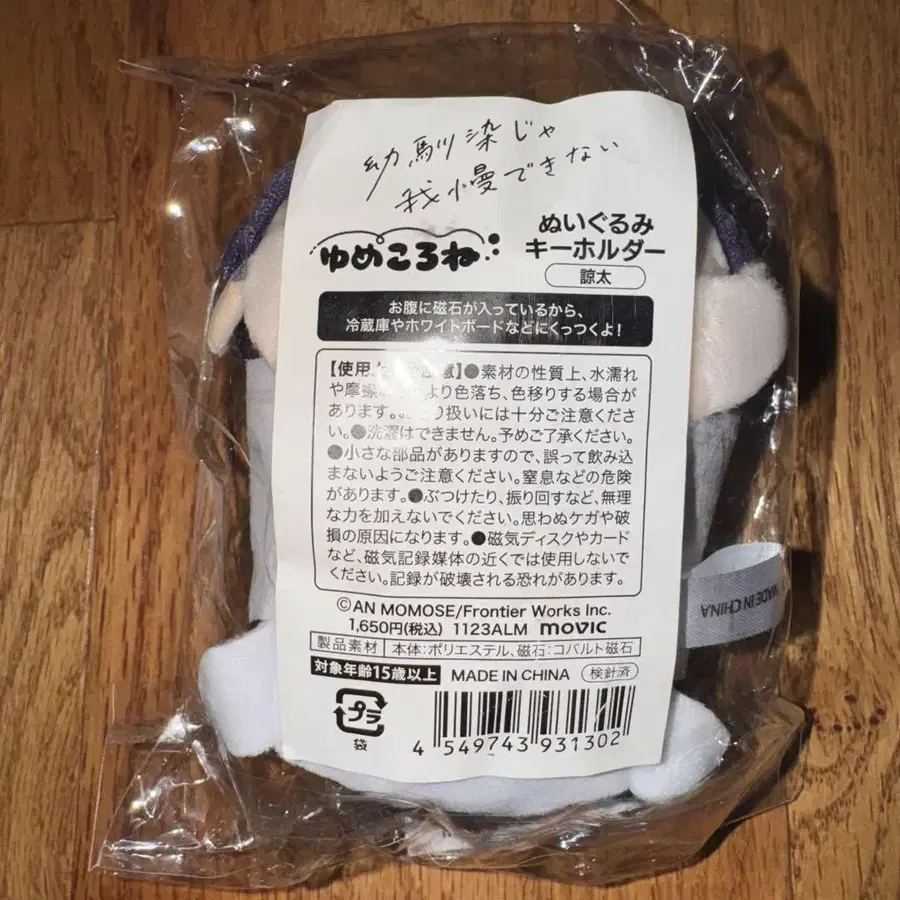 幼馴染じゃ
我慢できない
ゆめころね
ぬいぐるみ
キーホルダー
諒太
お腹に磁石が入っているから、
冷蔵庫やホワイトボードなどにくっつくよ!
【使用 】●素材の性質上、水濡れ
や摩擦 より色落ち、色移りする場合が
あります。 扱いには十分ご注意くださ
い。●洗濯はできません。予めご了承ください。
●小さな部品がありますので、誤って飲み込
まないようご注意ください。窒息などの危険
があります。●ぶつけたり、振り回すなど、無理
な力を加えないでください。思わぬケガや破
損の原因になります。●磁気ディスクやカード
など、磁気記録媒体の近くでは使用しないで
ください。記録が破壊される恐れがあります。
©AN MOMOSE/Frontier Works Inc.
1,650円(税込) 1123ALM movic
製品素材 本体:ポリエステル、磁石:コバルト磁石
対象年齢15歳以上 MADE IN CHINA 検針済
プラ
袋
4 549743 931302
MADE IN CHINA